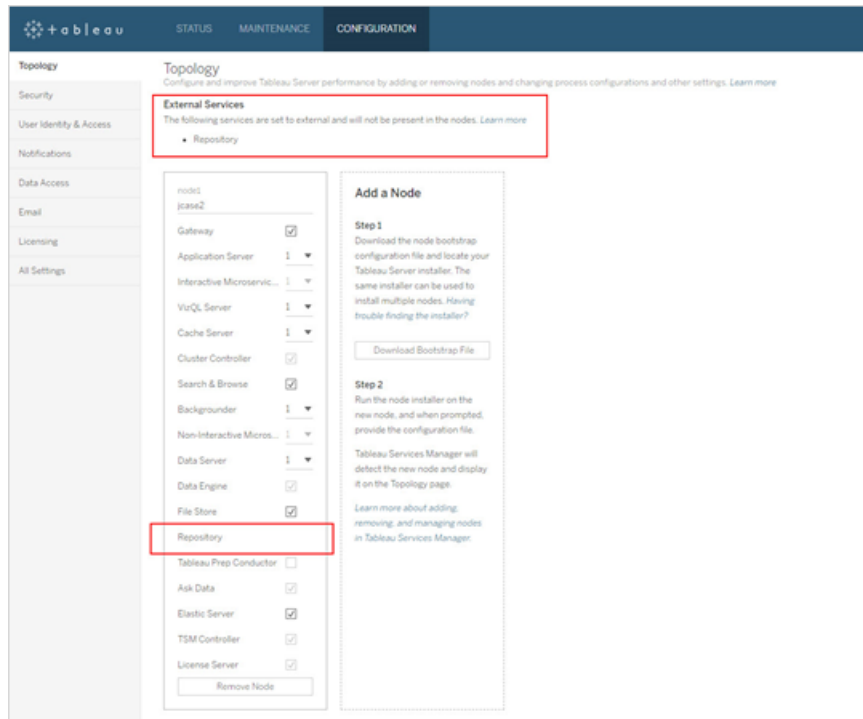 +ableau
STATUS
MAINTENANCE
CONFIGURATION
Topology
Security
User Identity & Access
Notifications
Data Access
Email
Licensing
All Settings
Topology
Configure and improve Tableau Server performance by adding or removing nodes and changing process configurations and other settings. Learn more
External Services
The following services are set to external and will not be present in the nodes. Learn more
• Repository
node1
jcase2
Gateway
Application Server 1
Interactive Microservic... 1
VizQL Server 1
Cache Server 1
Cluster Controller
Search & Browse
Backgrounder 1
Non-Interactive Micros... 1
Data Server 1
Data Engine
File Store
Repository
Tableau Prep Conductor
Ask Data
Elastic Server
TSM Controller
License Server
Remove Node
Add a Node
Step 1
Download the node bootstrap
configuration file and locate your
Tableau Server installer. The
same installer can be used to
install multiple nodes. Having
trouble finding the installer?
Download Bootstrap File
Step 2
Run the node installer on the
new node, and when prompted,
provide the configuration file.
Tableau Services Manager will
detect the new node and display
it on the Topology page.
Learn more about adding,
removing, and managing nodes
in Tableau Services Manager.